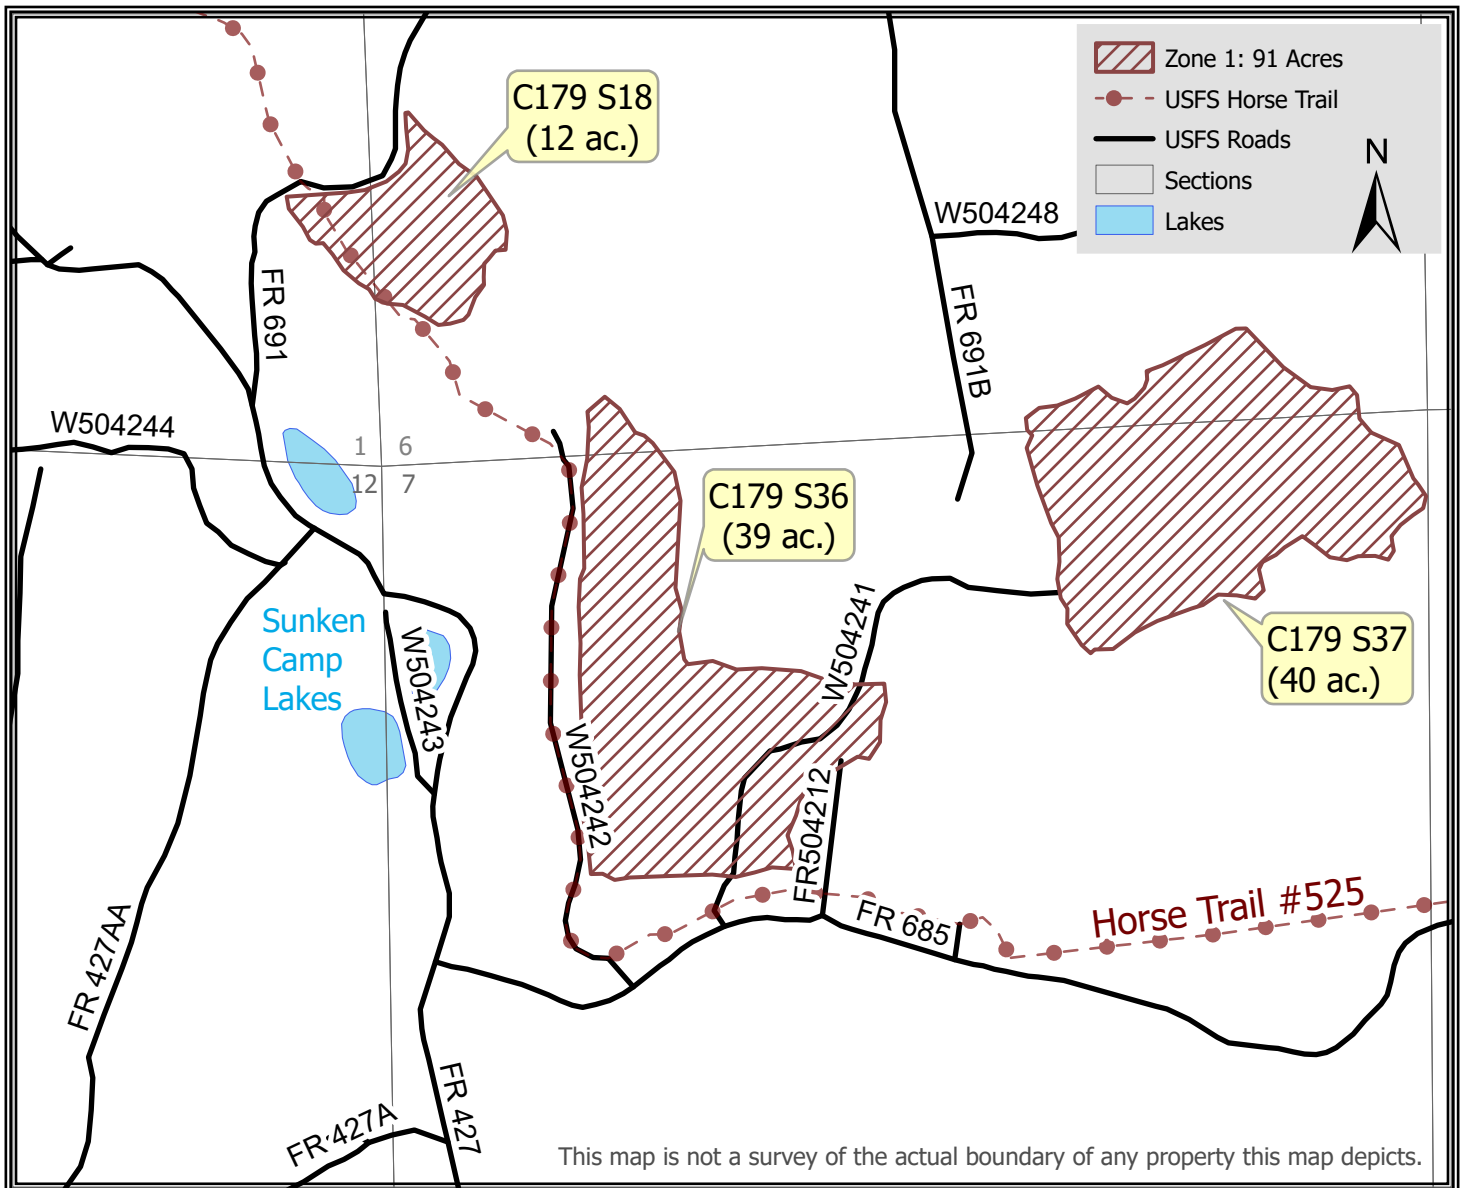 C179 S18
(12 ac.)
Zone 1: 91 Acres
USFS Horse Trail
USFS Roads
Sections
Lakes
N
W504248
FR 691
FR 691B
W504244
1 6
12 7
C179 S36
(39 ac.)
Sunken
Camp
Lakes
W504243
W504241
C179 S37
(40 ac.)
W504242
FR504212
FR 685
Horse Trail #525
FR 427AA
FR 427A
FR 427
This map is not a survey of the actual boundary of any property this map depicts.